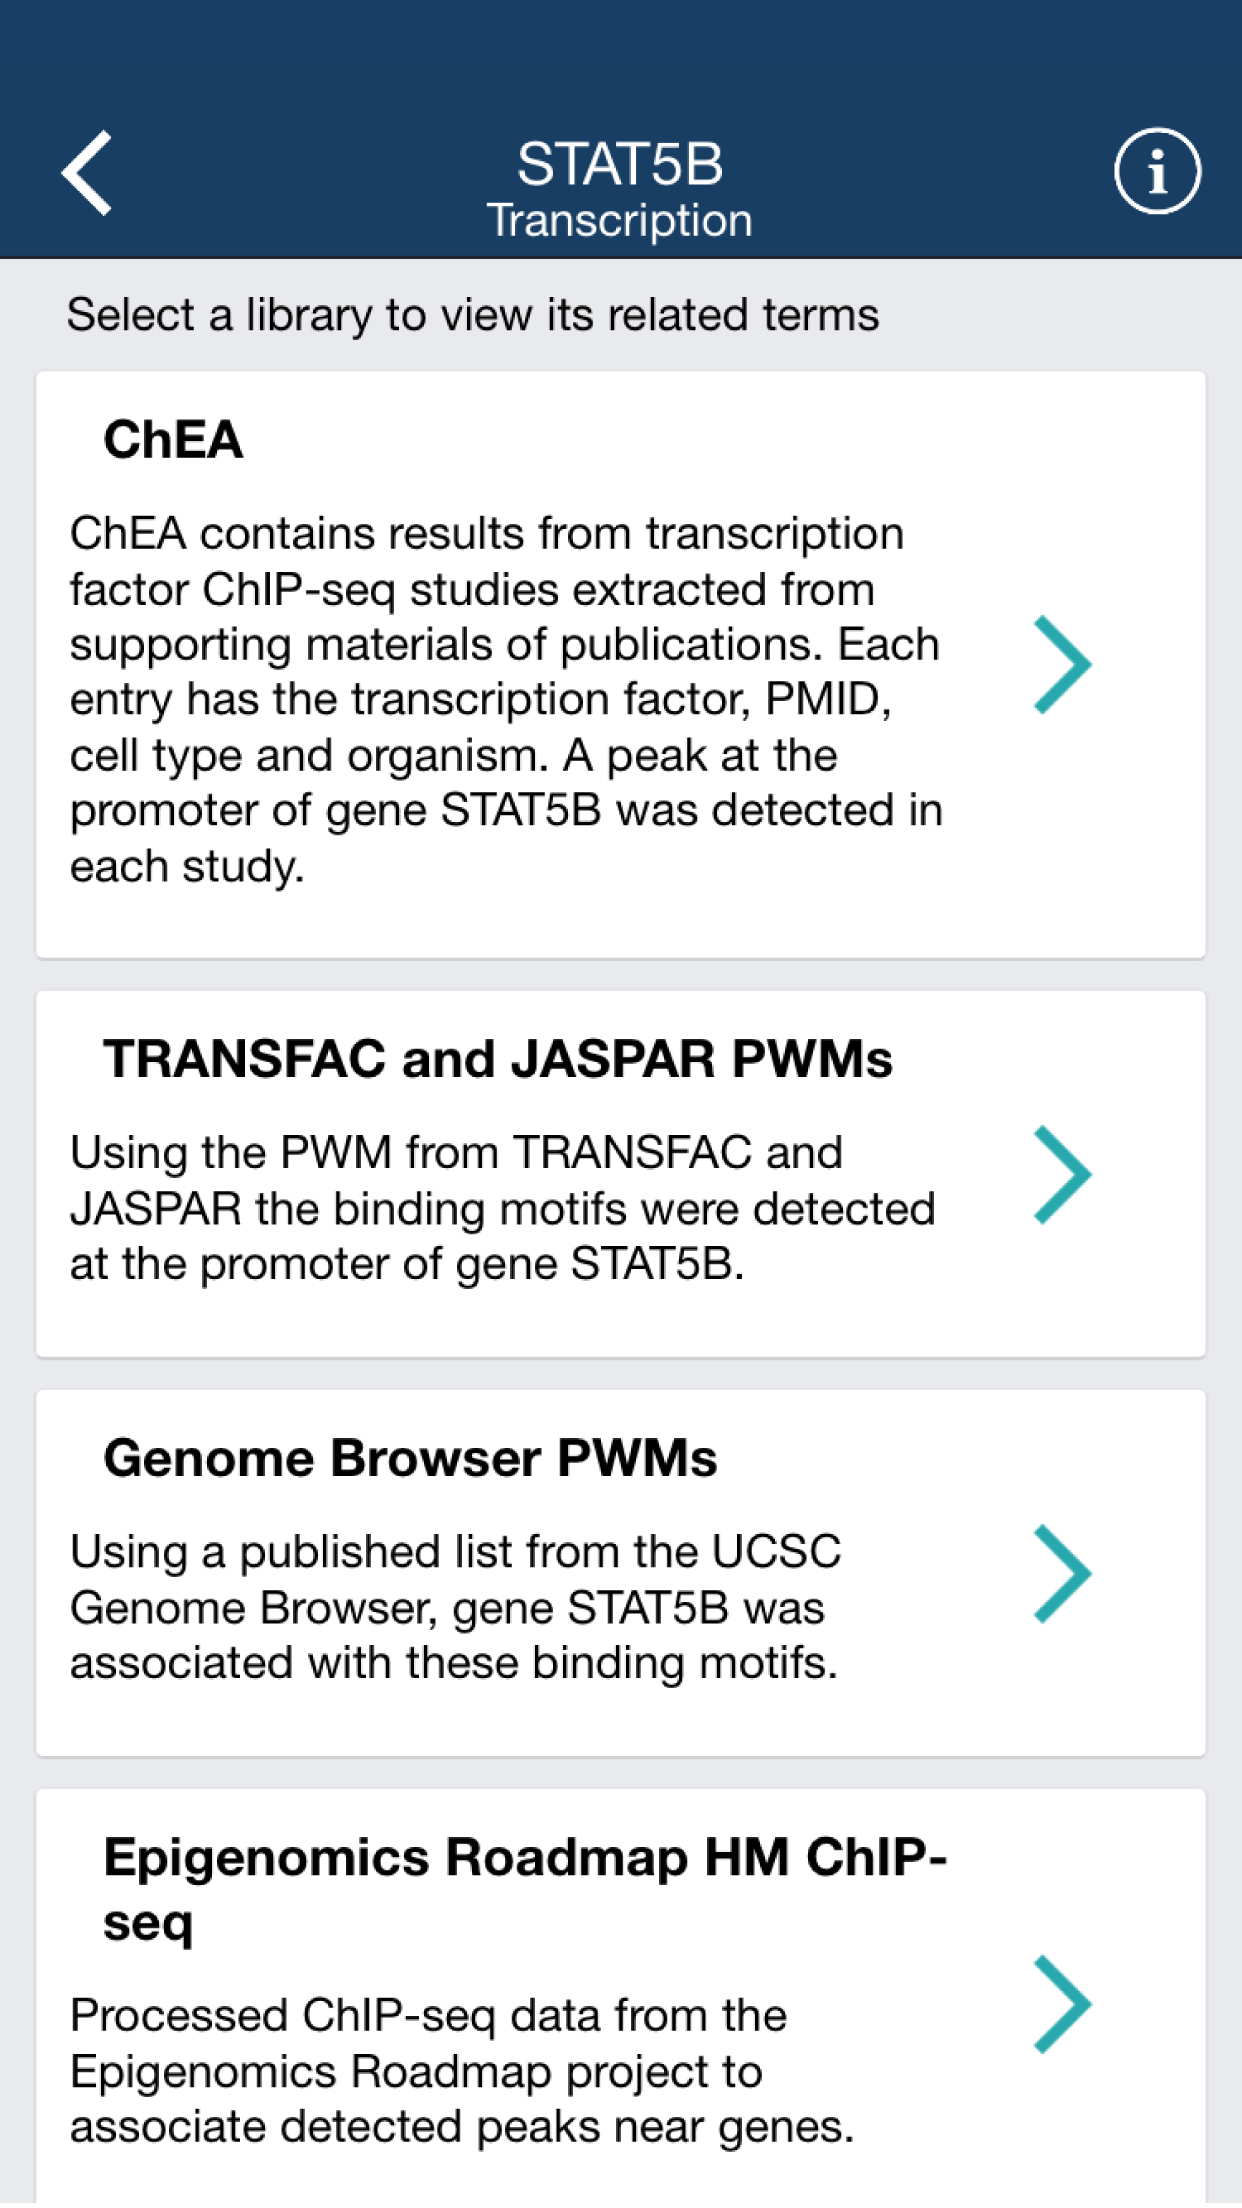 STAT5B
Transcription
i
Select a library to view its related terms
ChEA
ChEA contains results from transcription
factor ChIP-seq studies extracted from
supporting materials of publications. Each
entry has the transcription factor, PMID,
cell type and organism. A peak at the
promoter of gene STAT5B was detected in
each study.
TRANSFAC and JASPAR PWMs
Using the PWM from TRANSFAC and
JASPAR the binding motifs were detected
at the promoter of gene STAT5B.
Genome Browser PWMs
Using a published list from the UCSC
Genome Browser, gene STAT5B was
associated with these binding motifs.
Epigenomics Roadmap HM ChIP-
seq
Processed ChIP-seq data from the
Epigenomics Roadmap project to
associate detected peaks near genes.